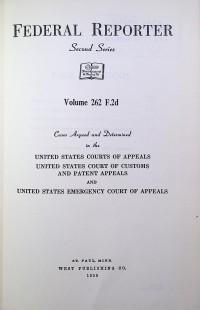 FEDERAL REPORTER
Second Series
Volume 262 F.2d
Cases Argued and Determined
in the
UNITED STATES COURTS OF APPEALS
UNITED STATES COURT OF CUSTOMS
AND PATENT APPEALS
AND
UNITED STATES EMERGENCY COURT OF APPEALS
ST. PAUL, MINN.
WEST PUBLISHING CO.